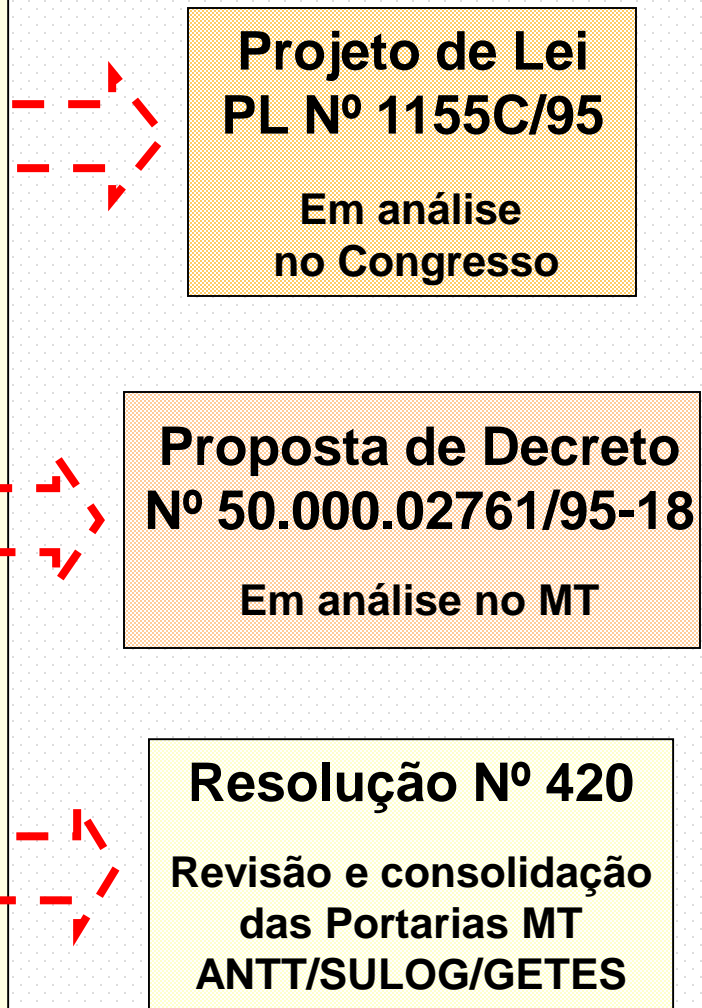 Projeto de Lei
PL Nº 1155C/95
Em análise
no Congresso
Proposta de Decreto
Nº 50.000.02761/95-18
Em análise no MT
Resolução Nº 420
Revisão e consolidação
das Portarias MT
ANTT/SULOG/GETES